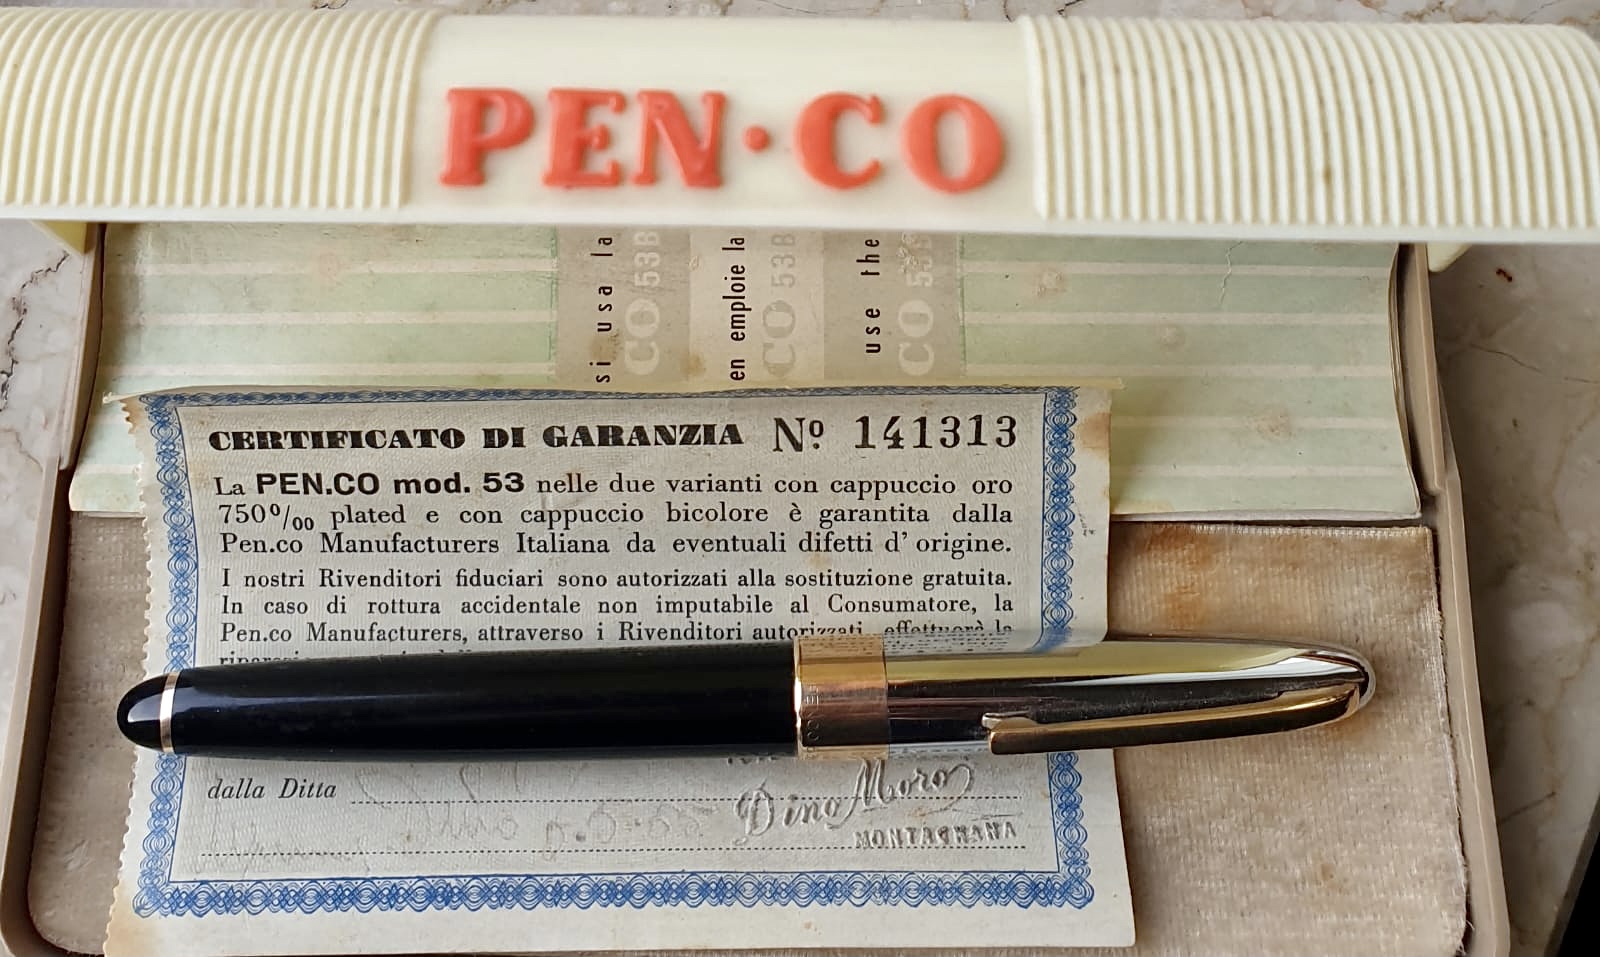 PEN·CO
si usa la
CO 53B
en emploie la
CO 53B
use the
CO 53B
CERTIFICATO DI GARANZIA Nº 141313
La PEN.CO mod. 53 nelle due varianti con cappuccio oro
750‰ plated e con cappuccio bicolore è garantita dalla
Pen.co Manufacturers Italiana da eventuali difetti d' origine.
I nostri Rivenditori fiduciari sono autorizzati alla sostituzione gratuita.
In caso di rottura accidentale non imputabile al Consumatore, la
Pen.co Manufacturers, attraverso i Rivenditori autorizzati, effettuerà la
dalla Ditta
Dino Moro
MONTAGNANA